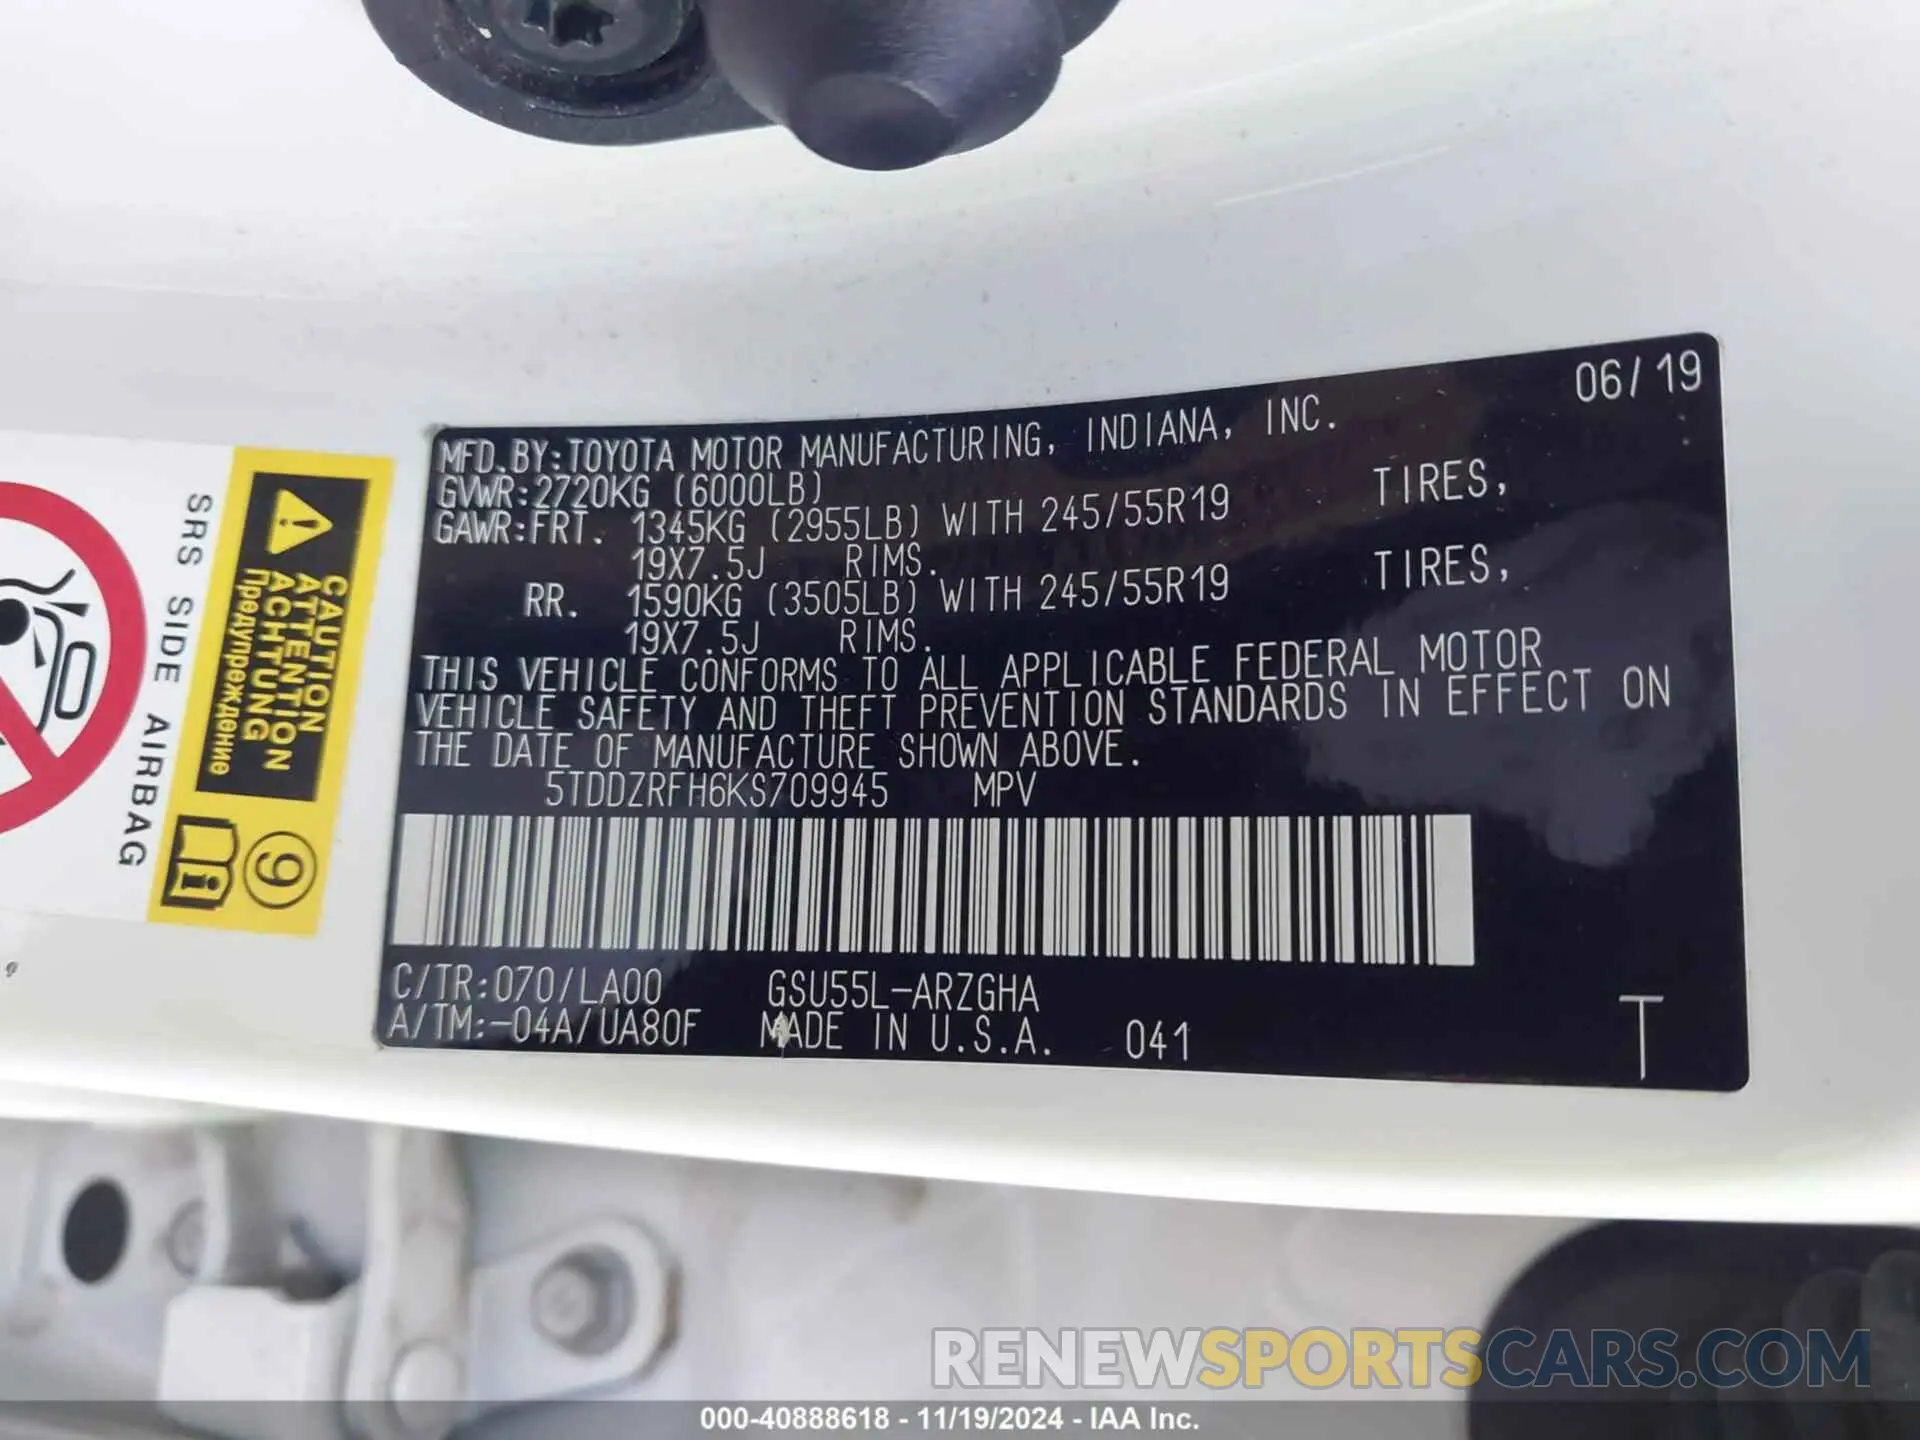 06/19
MFD.BY:TOYOTA MOTOR MANUFACTURING, INDIANA, INC.
GVWR:2720KG (6000LB)
GAWR:FRT. 1345KG (2955LB) WITH 245/55R19 TIRES,
19X7.5J RIMS.
RR. 1590KG (3505LB) WITH 245/55R19 TIRES,
19X7.5J RIMS.
THIS VEHICLE CONFORMS TO ALL APPLICABLE FEDERAL MOTOR
VEHICLE SAFETY AND THEFT PREVENTION STANDARDS IN EFFECT ON
THE DATE OF MANUFACTURE SHOWN ABOVE.
5TDDZRFH6KS709945 MPV
C/TR:070/LA00 GSU55L-ARZGHA
A/TM:-04A/UA80F MADE IN U.S.A. 041 T
CAUTION
ATTENTION
ACHTUNG
Предупреждение
SRS SIDE AIRBAG
9
RENEWSPORTSCARS.COM
000-40888618 - 11/19/2024 - IAA Inc.